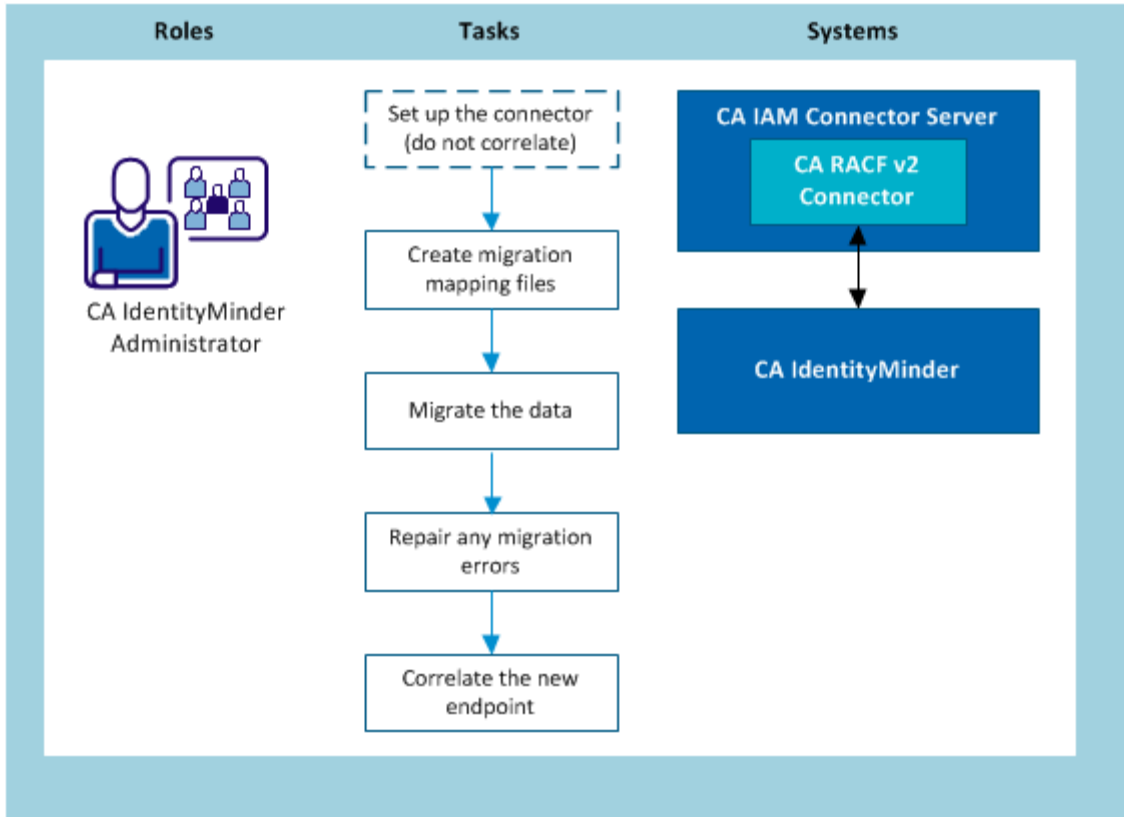 Roles
Tasks
Systems
CA IdentityMinder
Administrator
Set up the connector
(do not correlate)
Create migration
mapping files
Migrate the data
Repair any migration
errors
Correlate the new
endpoint
CA IAM Connector Server
CA RACF v2
Connector
CA IdentityMinder